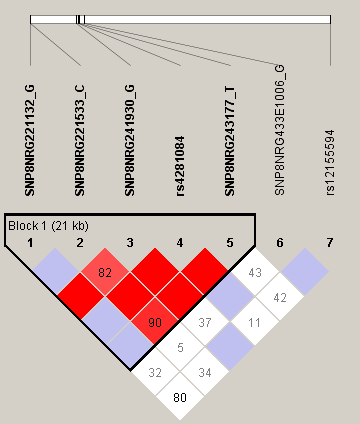 SNP8NRG221132_G
SNP8NRG221533_C
SNP8NRG241930_G
rs4281084
SNP8NRG243177_T
SNP8NRG433E1006_G
rs12155594
Block 1 (21 kb)
1 2 3 4 5 6 7
82 43
42
90 37 11
5
32 34
80